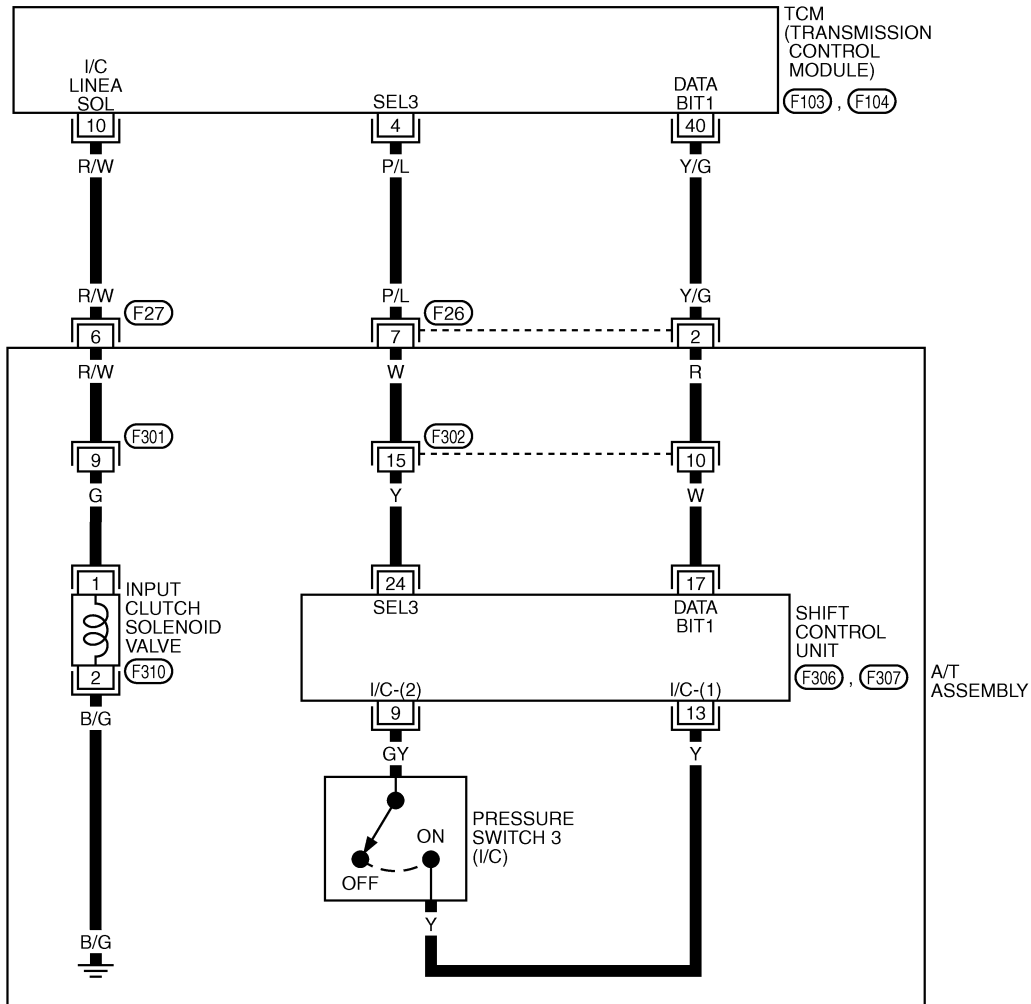 TCM
(TRANSMISSION
CONTROL
MODULE)
F103 , F104
I/C
LINEA
SOL
SEL3
DATA
BIT1
10
4
40
R/W
P/L
Y/G
R/W
P/L
Y/G
F27
F26
6
7
2
R/W
W
R
F301
F302
9
15
10
G
Y
W
1
24
17
INPUT
CLUTCH
SOLENOID
VALVE
F310
SEL3
DATA
BIT1
SHIFT
CONTROL
UNIT
F306 , F307
A/T
ASSEMBLY
2
I/C-(2)
I/C-(1)
9
13
B/G
GY
Y
PRESSURE
SWITCH 3
(I/C)
ON
OFF
Y
B/G